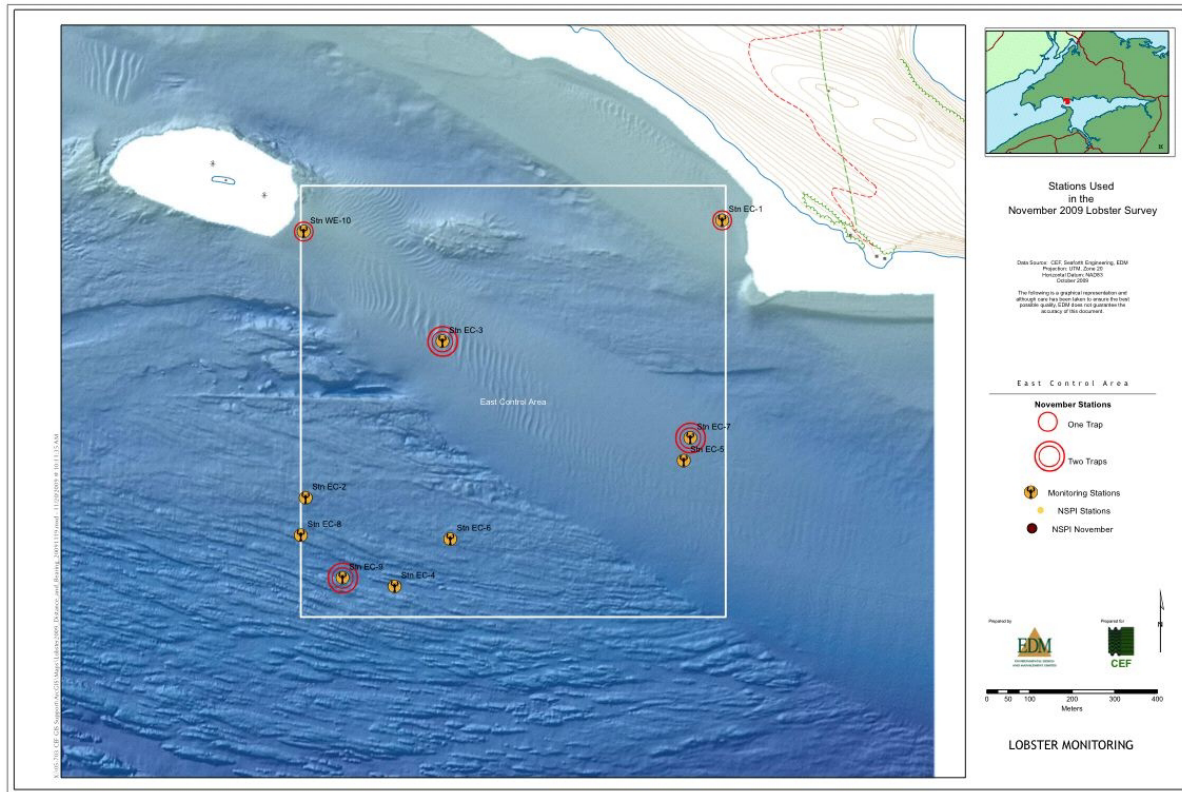 Stn WE-10
Stn EC-1
Stn EC-3
East Control Area
Stn EC-7
Stn EC-5
Stn EC-2
Stn EC-8
Stn EC-6
Stn EC-9
Stn EC-4
Stations Used
in the
November 2009 Lobster Survey
Data Source: CEF, Seaforth Engineering, EDM
Projection: UTM, Zone 20
Horizontal Datum: NAD83
October 2009
The following is a graphical representation and
although care has been taken to ensure the best
possible quality, EDM does not guarantee the
accuracy of this document.
East Control Area
November Stations
One Trap
Two Traps
Monitoring Stations
NSPI Stations
NSPI November
N
Prepared by
Prepared for
EDM
ENVIRONMENTAL DESIGN
AND MANAGEMENT LIMITED
CEF
0 50 100 200 300 400
Meters
LOBSTER MONITORING